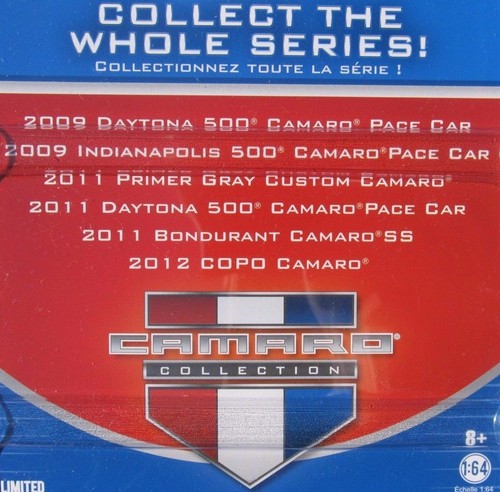 COLLECT THE
WHOLE SERIES!
COLLECTIONNEZ TOUTE LA SÉRIE !
2009 DAYTONA 500® CAMARO® PACE CAR
2009 INDIANAPOLIS 500® CAMARO® PACE CAR
2011 PRIMER GRAY CUSTOM CAMARO®
2011 DAYTONA 500® CAMARO® PACE CAR
2011 BONDURANT CAMARO® SS
2012 COPO CAMARO®
CAMARO®
COLLECTION
8+
1:64
Échelle 1:64
LIMITED